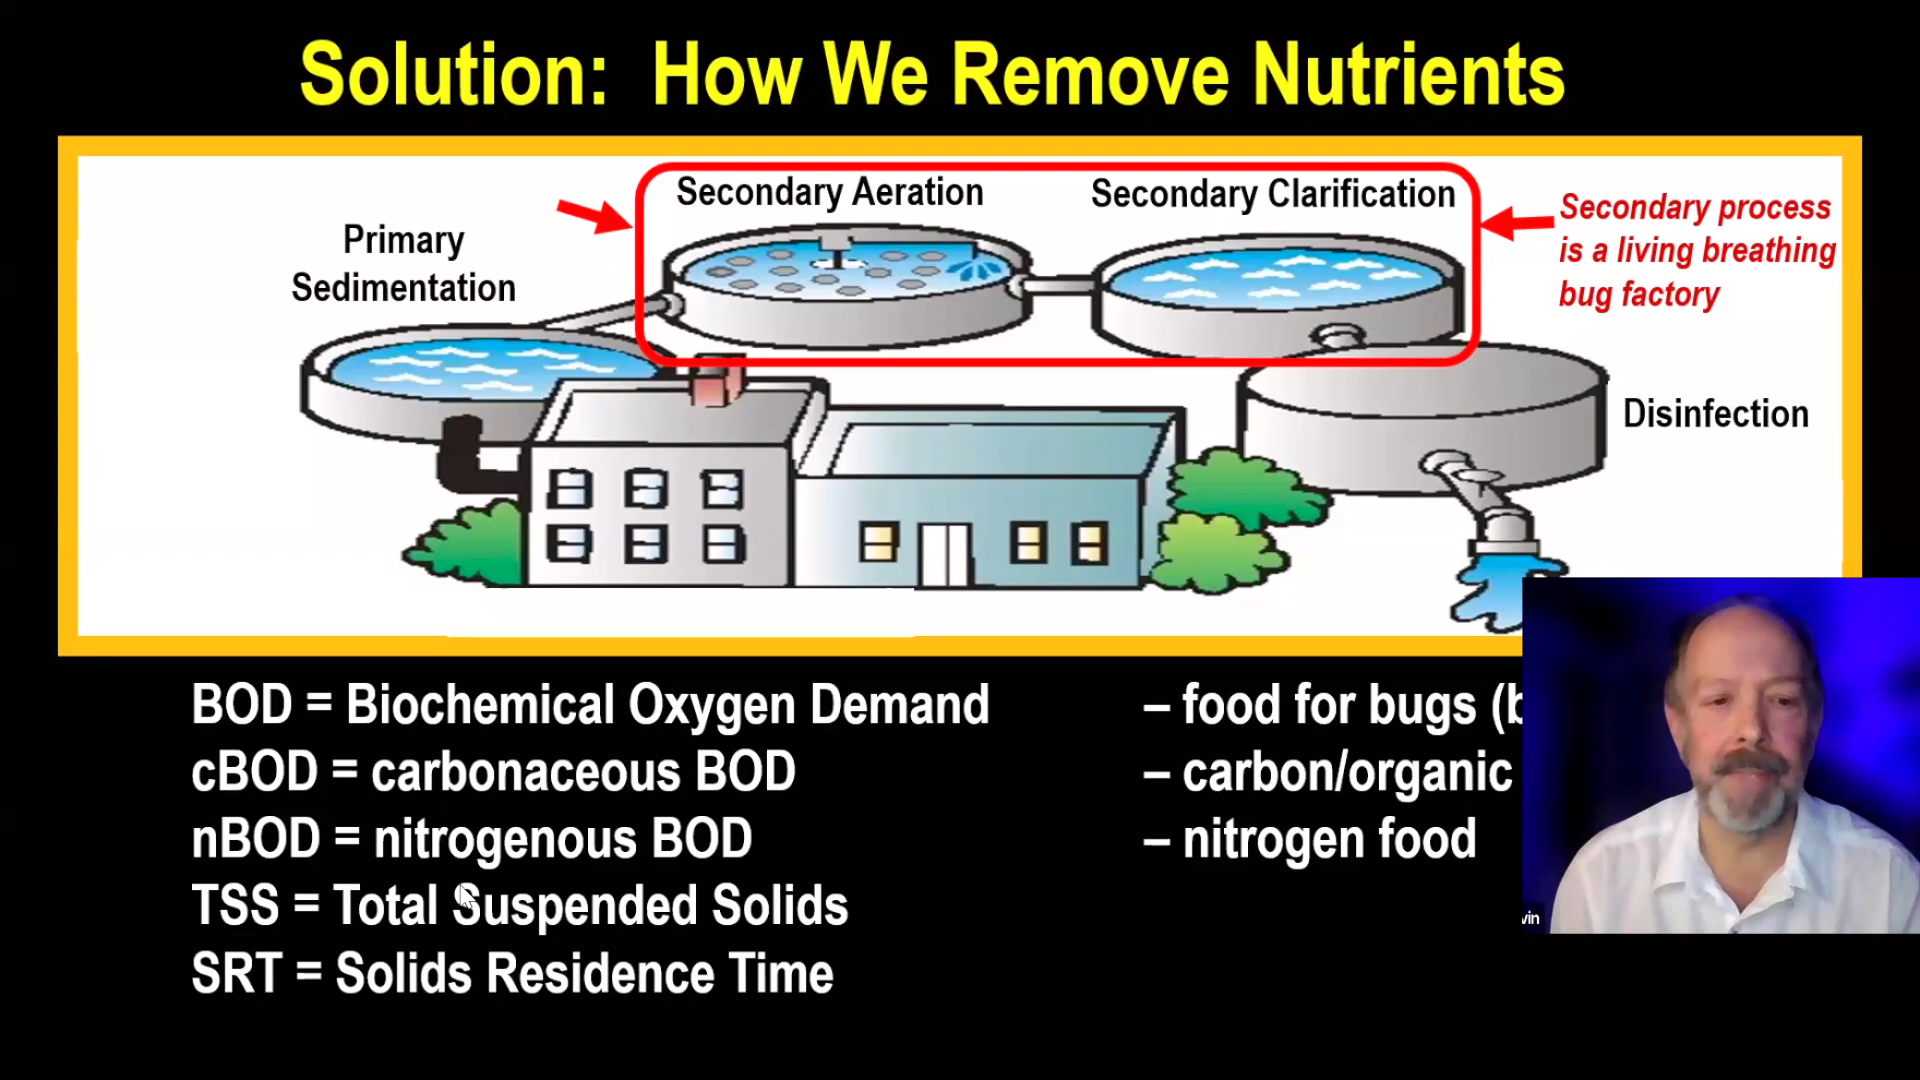 Solution: How We Remove Nutrients
Secondary Aeration
Secondary Clarification
Secondary process
is a living breathing
bug factory
Primary
Sedimentation
Disinfection
BOD = Biochemical Oxygen Demand – food for bugs (b
cBOD = carbonaceous BOD – carbon/organic
nBOD = nitrogenous BOD – nitrogen food
TSS = Total Suspended Solids
SRT = Solids Residence Time
vin